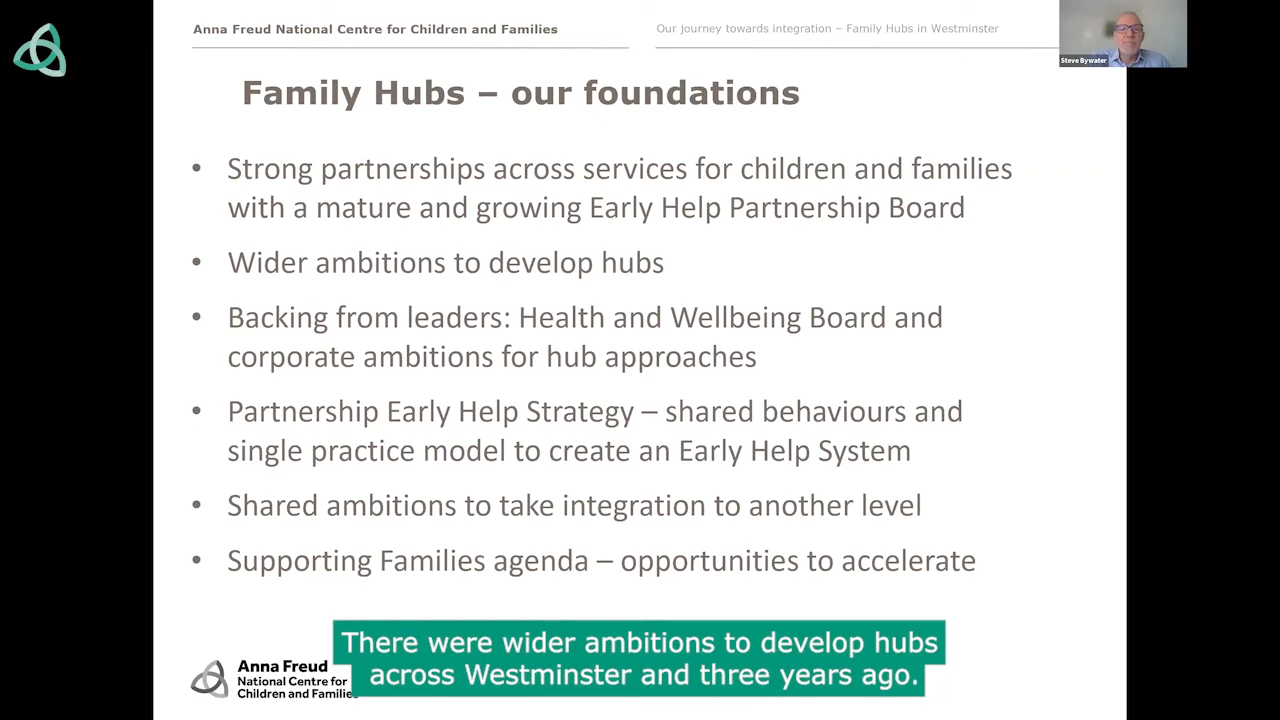 Anna Freud National Centre for Children and Families
Our journey towards integration – Family Hubs in Westminster
Steve Bywater
Family Hubs – our foundations
• Strong partnerships across services for children and families
with a mature and growing Early Help Partnership Board
• Wider ambitions to develop hubs
• Backing from leaders: Health and Wellbeing Board and
corporate ambitions for hub approaches
• Partnership Early Help Strategy – shared behaviours and
single practice model to create an Early Help System
• Shared ambitions to take integration to another level
• Supporting Families agenda – opportunities to accelerate
There were wider ambitions to develop hubs
across Westminster and three years ago.
Anna Freud
National Centre for
Children and Families